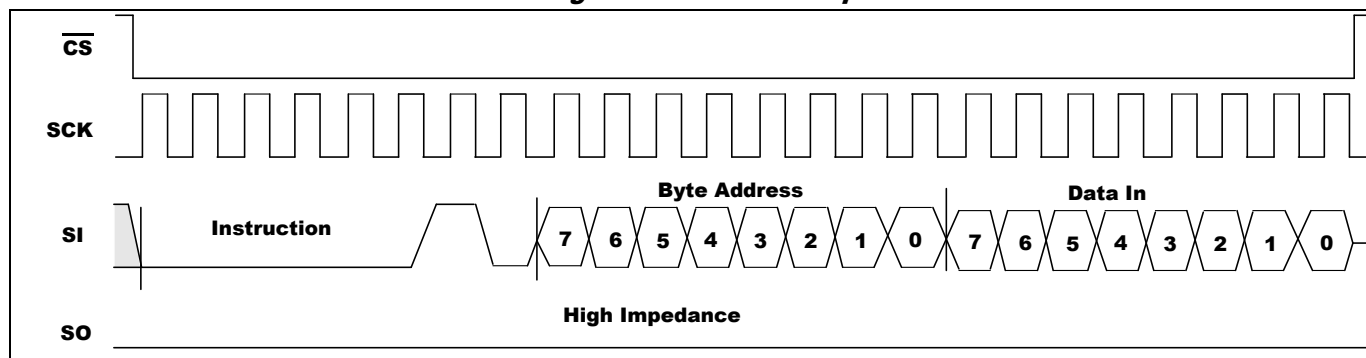 CS
SCK
Byte Address Data In
SI Instruction 7 6 5 4 3 2 1 0 7 6 5 4 3 2 1 0
High Impedance
SO